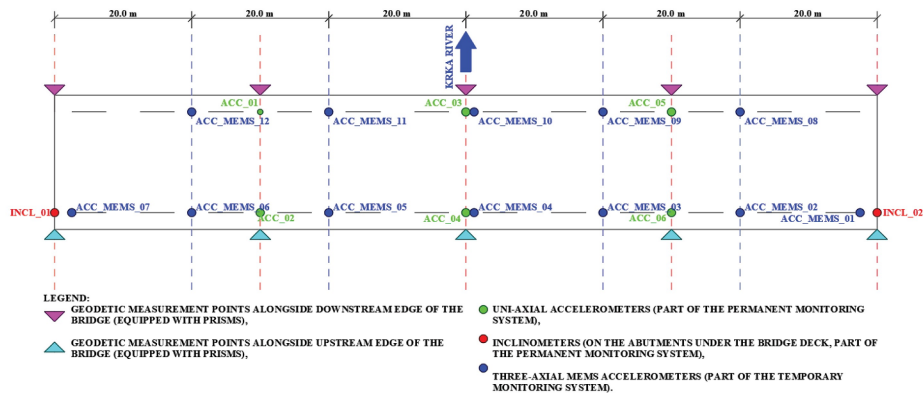 20.0 m 20.0 m 20.0 m 20.0 m 20.0 m 20.0 m
KRKA RIVER
ACC_01 ACC_03 ACC_05
ACC_MEMS_12 ACC_MEMS_11 ACC_MEMS_10 ACC_MEMS_09 ACC_MEMS_08
INCL_01 ACC_MEMS_07 ACC_MEMS_06 ACC_MEMS_05 ACC_MEMS_04 ACC_MEMS_03 ACC_MEMS_02 ACC_MEMS_01 INCL_02
ACC_02 ACC_04 ACC_06
LEGEND:
GEODETIC MEASUREMENT POINTS ALONGSIDE DOWNSTREAM EDGE OF THE
BRIDGE (EQUIPPED WITH PRISMS),
GEODETIC MEASUREMENT POINTS ALONGSIDE UPSTREAM EDGE OF THE
BRIDGE (EQUIPPED WITH PRISMS),
UNI-AXIAL ACCELEROMETERS (PART OF THE PERMANENT MONITORING
SYSTEM),
INCLINOMETERS (ON THE ABUTMENTS UNDER THE BRIDGE DECK, PART OF
THE PERMANENT MONITORING SYSTEM),
THREE-AXIAL MEMS ACCELEROMETERS (PART OF THE TEMPORARY
MONITORING SYSTEM).